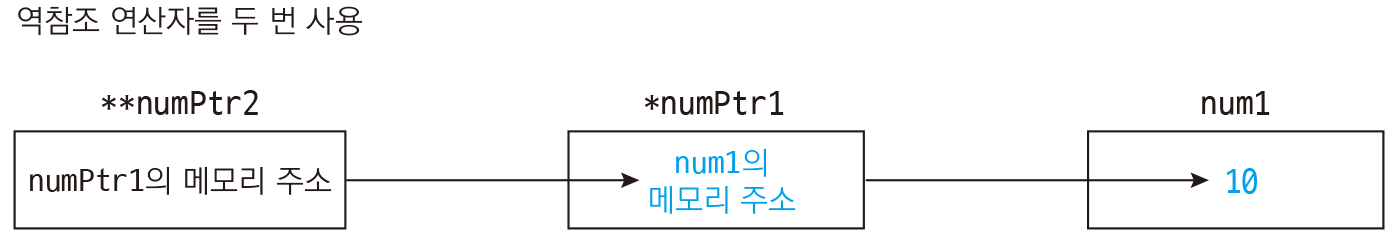 역참조 연산자를 두 번 사용
**numPtr2
*numPtr1
num1
numPtr1의 메모리 주소
num1의
메모리 주소
10